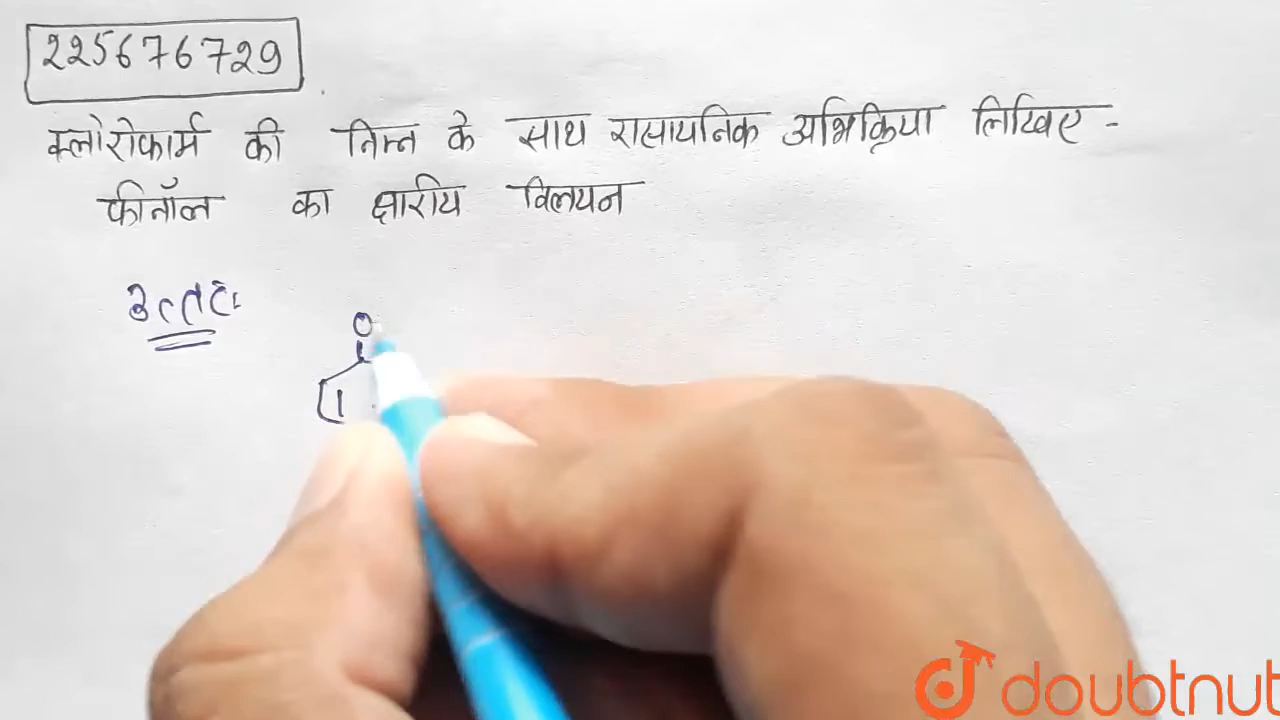 225676729
क्लोरोफार्म की निम्न के साथ रासायनिक अभिक्रिया लिखिए -
फीनॉल का क्षारीय विलयन
उत्तर
O
doubtnut